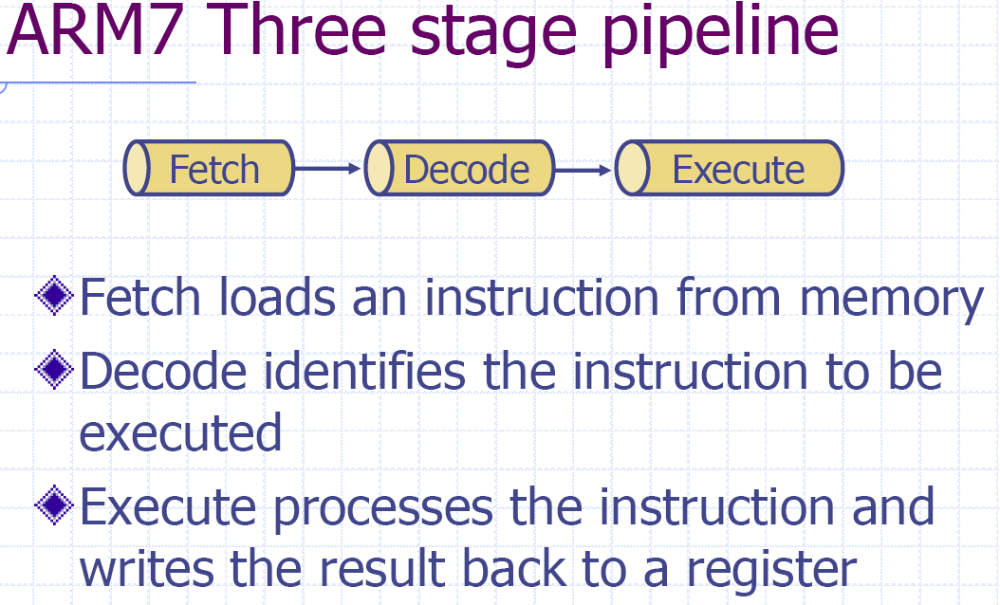 ARM7 Three stage pipeline
Fetch Decode Execute
Fetch loads an instruction from memory
Decode identifies the instruction to be
executed
Execute processes the instruction and
writes the result back to a register